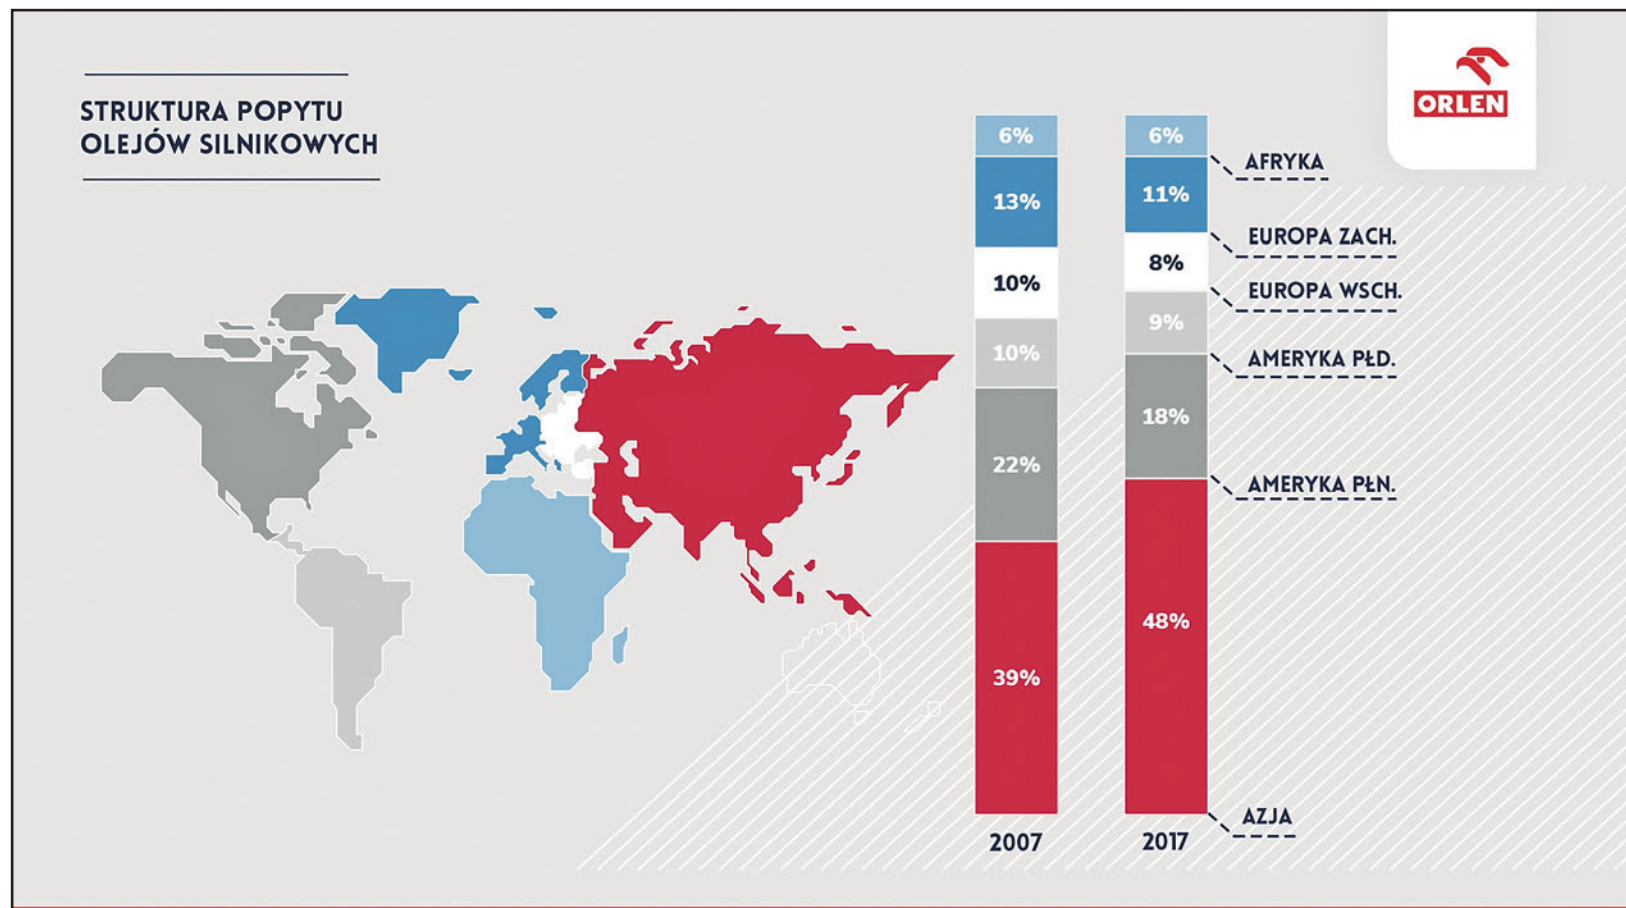 STRUKTURA POPYTU
OLEJÓW SILNIKOWYCH
ORLEN
6%
13%
10%
10%
22%
39%
2007
6%
11%
8%
9%
18%
48%
2017
AFRYKA
EUROPA ZACH.
EUROPA WSCH.
AMERYKA PŁD.
AMERYKA PŁN.
AZJA